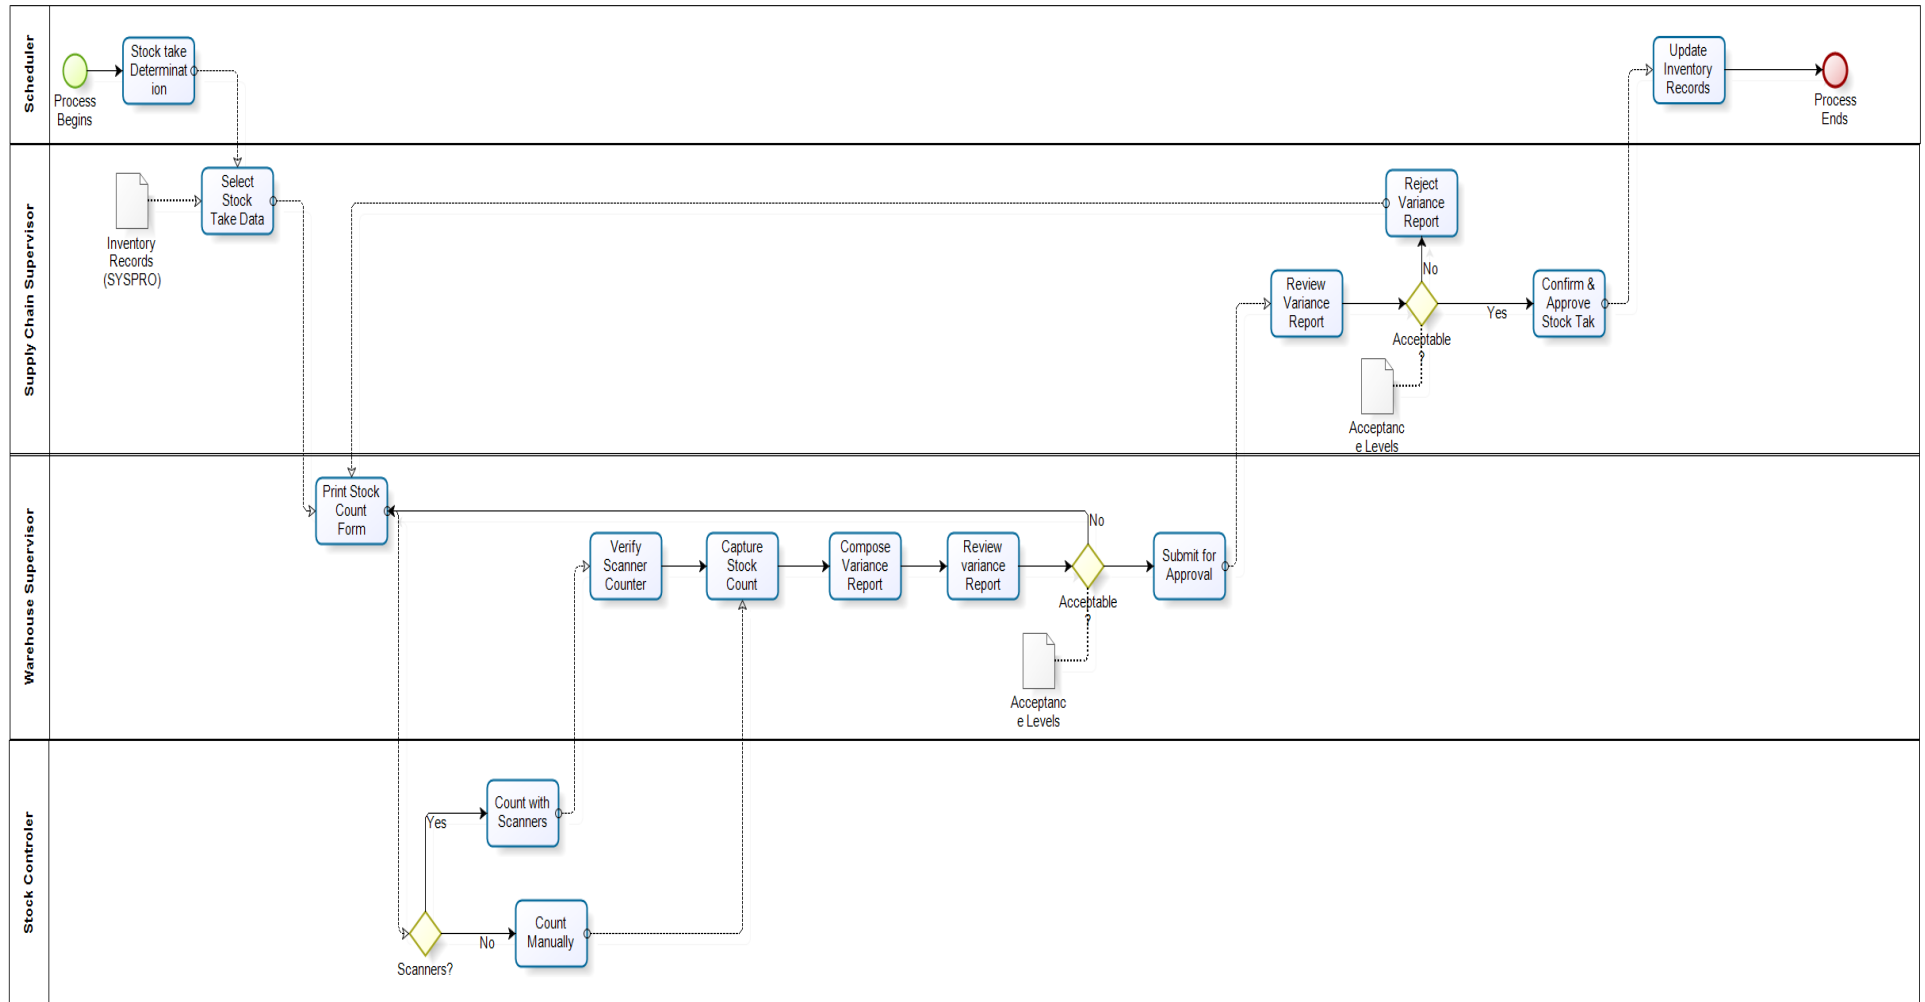 Scheduler
Process
Begins
Stock take
Determinat
ion
Update
Inventory
Records
Process
Ends
Supply Chain Supervisor
Inventory
Records
(SYSPRO)
Select
Stock
Take Data
Reject
Variance
Report
No
Review
Variance
Report
Acceptable
?
Yes
Confirm &
Approve
Stock Tak
Acceptanc
e Levels
Warehouse Supervisor
Print Stock
Count
Form
Verify
Scanner
Counter
Capture
Stock
Count
Compose
Variance
Report
Review
variance
Report
No
Acceptable
?
Submit for
Approval
Acceptanc
e Levels
Stock Controler
Yes
Count with
Scanners
Scanners?
No
Count
Manually